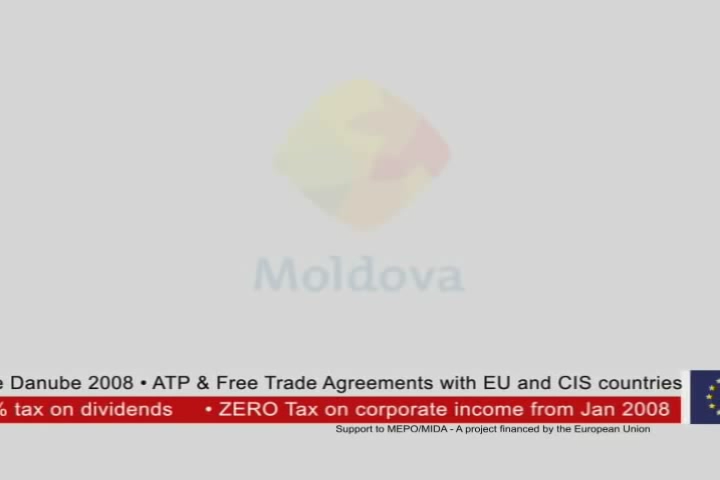 Moldova
Danube 2008 • ATP & Free Trade Agreements with EU and CIS countries
% tax on dividends • ZERO Tax on corporate income from Jan 2008
Support to MEPO/MIDA - A project financed by the European Union